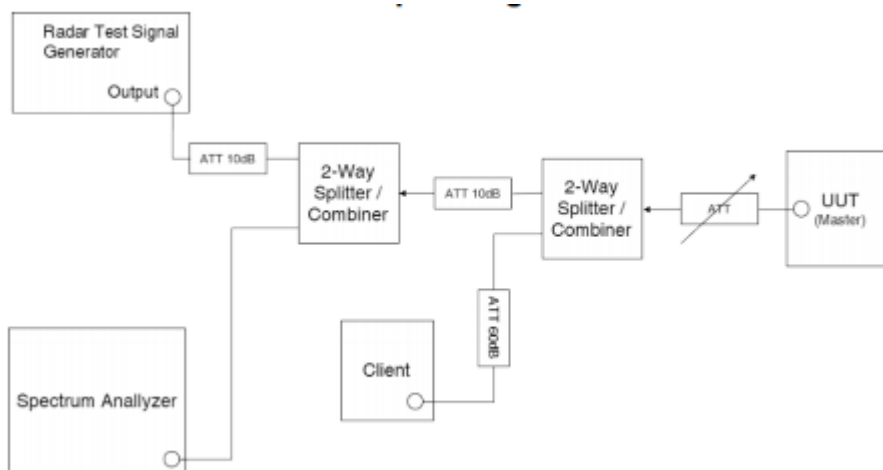 Radar Test Signal
Generator
Output
ATT 10dB
2-Way
Splitter /
Combiner
ATT 10dB
2-Way
Splitter /
Combiner
ATT
UUT
(Master)
ATT 60dB
Client
Spectrum Anallyzer